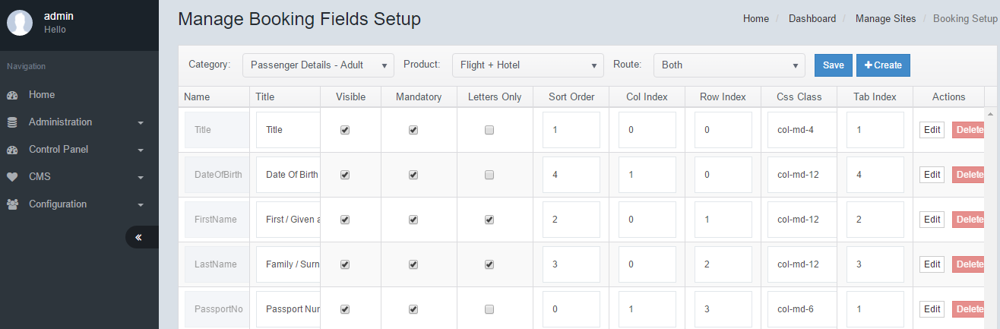 admin
Hello
Navigation
Home
Administration
Control Panel
CMS
Configuration
Manage Booking Fields Setup
Home / Dashboard / Manage Sites / Booking Setup
Category: Passenger Details - Adult Product: Flight + Hotel Route: Both Save Create
Name Title Visible Mandatory Letters Only Sort Order Col Index Row Index Css Class Tab Index Actions
Title Title 1 0 0 col-md-4 1 Edit Delete
DateOfBirth Date Of Birth 4 1 0 col-md-12 4 Edit Delete
FirstName First / Given a 2 0 1 col-md-12 2 Edit Delete
LastName Family / Surn 3 0 2 col-md-12 3 Edit Delete
PassportNo Passport Nur 0 1 3 col-md-6 1 Edit Delete